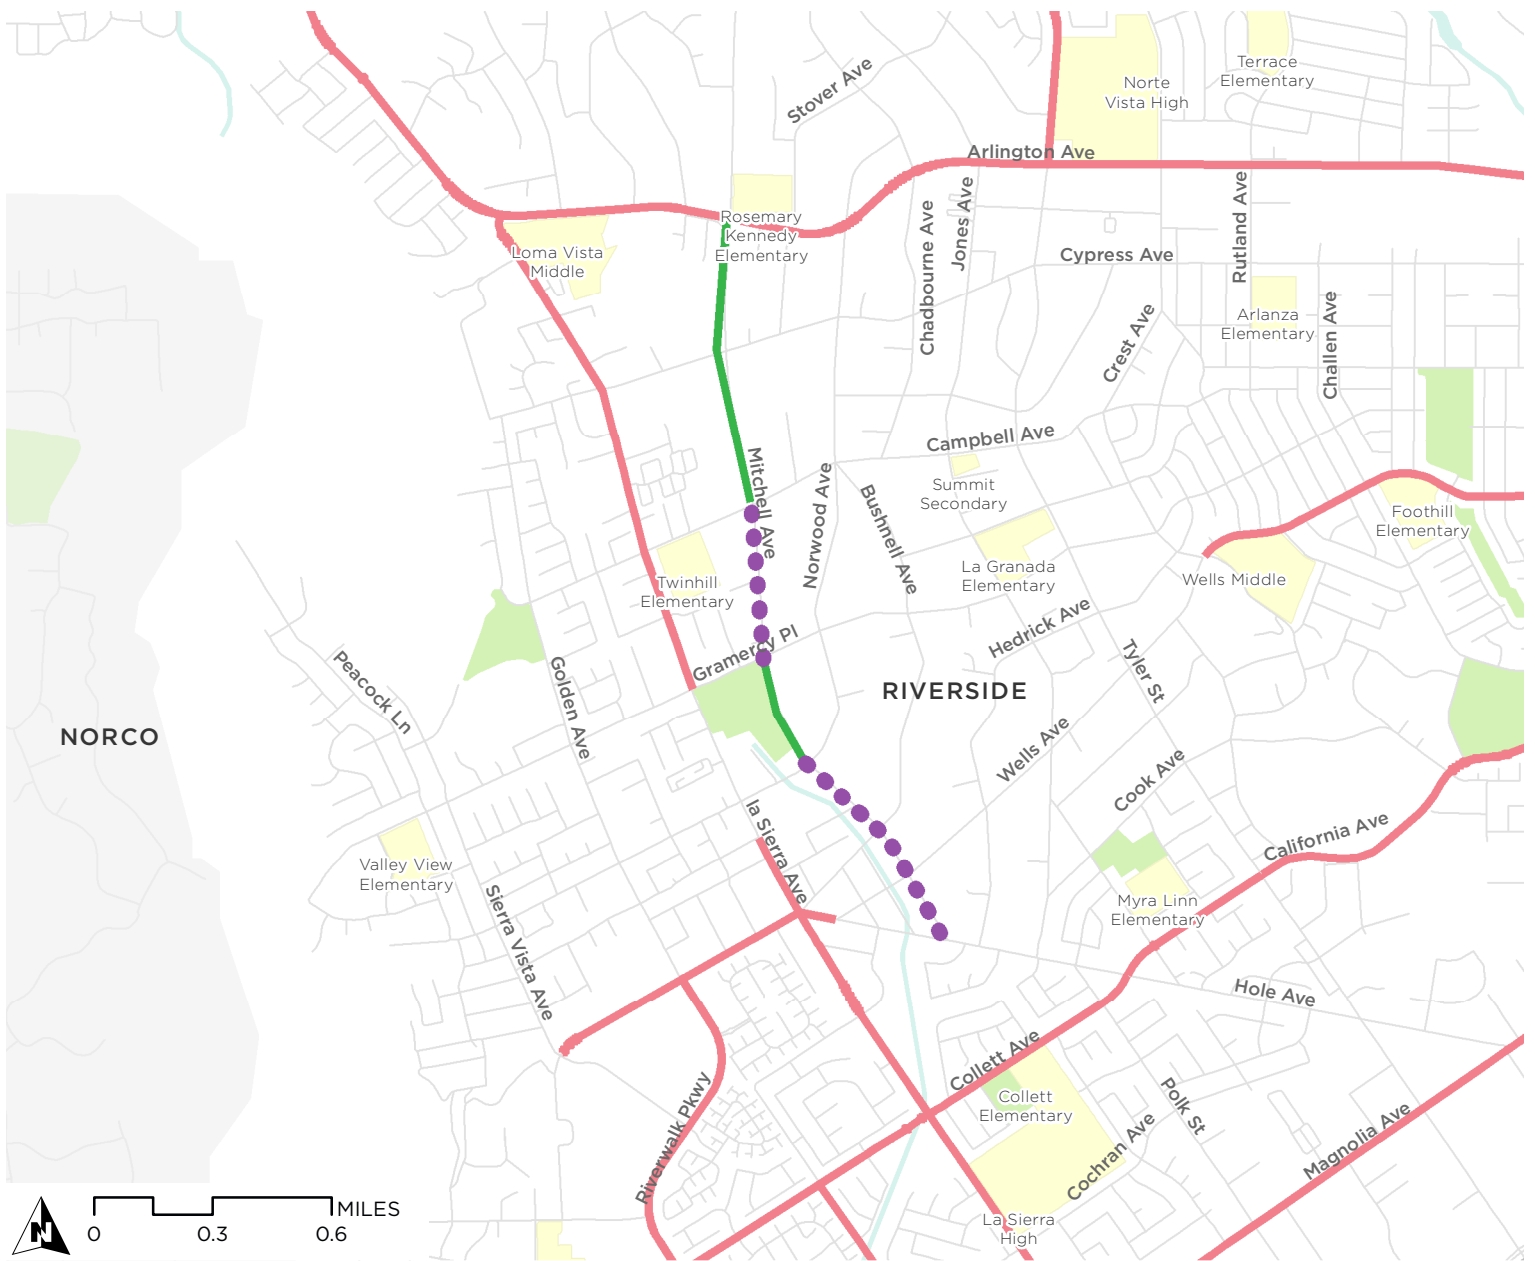 Stover Ave
Terrace
Elementary
Norte
Vista High
Arlington Ave
Rosemary
Kennedy
Elementary
Loma Vista
Middle
Chadbourne Ave
Jones Ave
Cypress Ave
Rutland Ave
Arlanza
Elementary
Challen Ave
Crest Ave
Campbell Ave
Summit
Secondary
Mitchell Ave
Norwood Ave
Bushnell Ave
Foothill
Elementary
La Granada
Elementary
Wells Middle
Twinhill
Elementary
Hedrick Ave
Gramercy Pl
Tyler St
Peacock Ln
Golden Ave
RIVERSIDE
NORCO
Wells Ave
Cook Ave
la Sierra Ave
California Ave
Valley View
Elementary
Myra Linn
Elementary
Sierra Vista Ave
Hole Ave
Collett Ave
Collett
Elementary
Polk St
Riverwalk Pkwy
Cochran Ave
Magnolia Ave
La Sierra
High
N
MILES
0 0.3 0.6